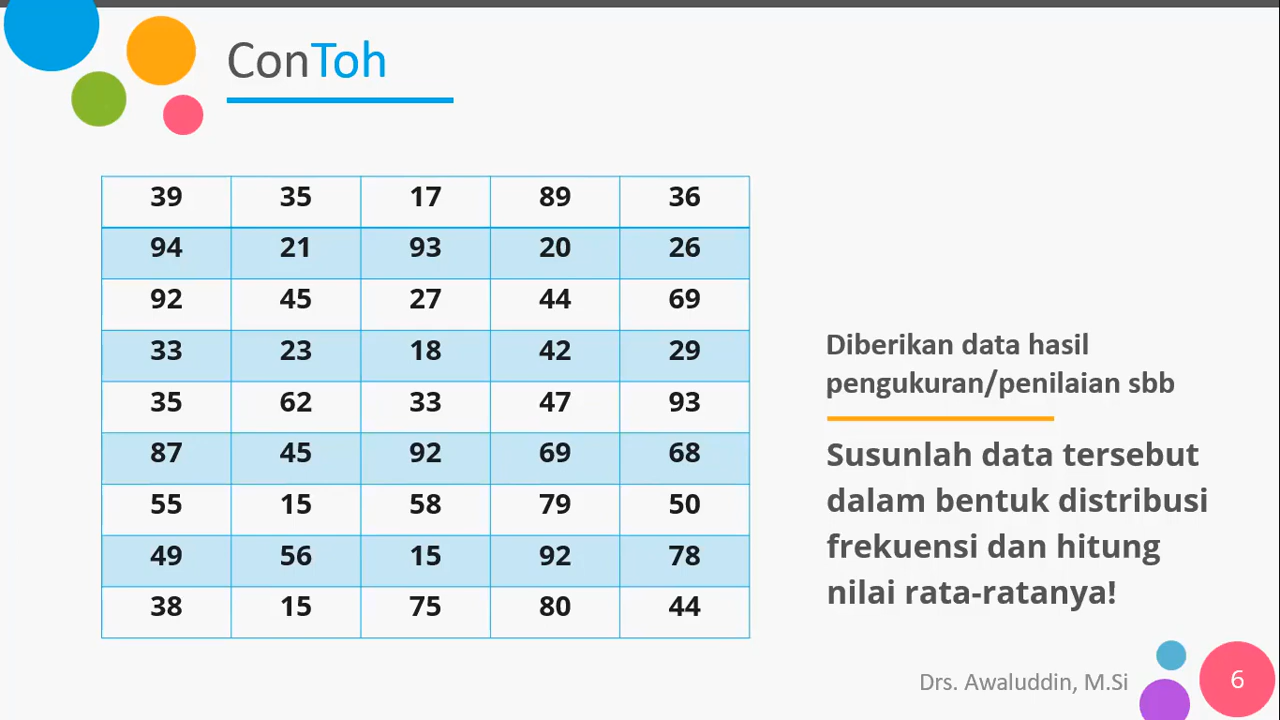 ConToh
39 35 17 89 36
94 21 93 20 26
92 45 27 44 69
33 23 18 42 29
35 62 33 47 93
87 45 92 69 68
55 15 58 79 50
49 56 15 92 78
38 15 75 80 44
Diberikan data hasil
pengukuran/penilaian sbb
Susunlah data tersebut
dalam bentuk distribusi
frekuensi dan hitung
nilai rata-ratanya!
Drs. Awaluddin, M.Si
6